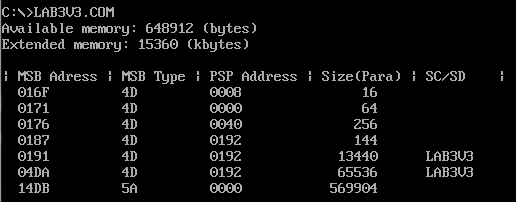 C:\>LAB3V3.COM
Available memory: 648912 (bytes)
Extended memory: 15360 (kbytes)
| MSB Adress | MSB Type | PSP Address | Size(Para) | SC/SD |
016F 4D 0008 16
0171 4D 0000 64
0176 4D 0040 256
0187 4D 0192 144
0191 4D 0192 13440 LAB3V3
04DA 4D 0192 65536 LAB3V3
14DB 5A 0000 569904